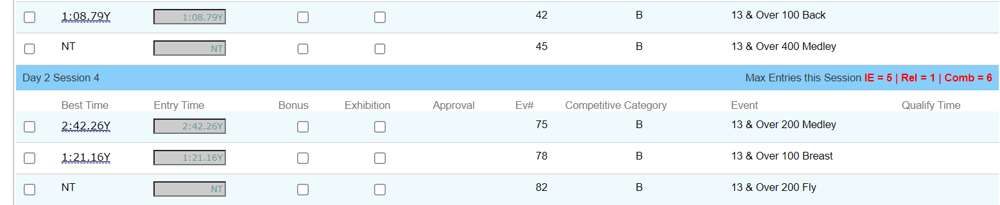 1:08.79Y 1:08.79Y 42 B 13 & Over 100 Back
NT NT 45 B 13 & Over 400 Medley
Day 2 Session 4 Max Entries this Session IE = 5 | Rel = 1 | Comb = 6
Best Time Entry Time Bonus Exhibition Approval Ev# Competitive Category Event Qualify Time
2:42.26Y 2:42.26Y 75 B 13 & Over 200 Medley
1:21.16Y 1:21.16Y 78 B 13 & Over 100 Breast
NT NT 82 B 13 & Over 200 Fly